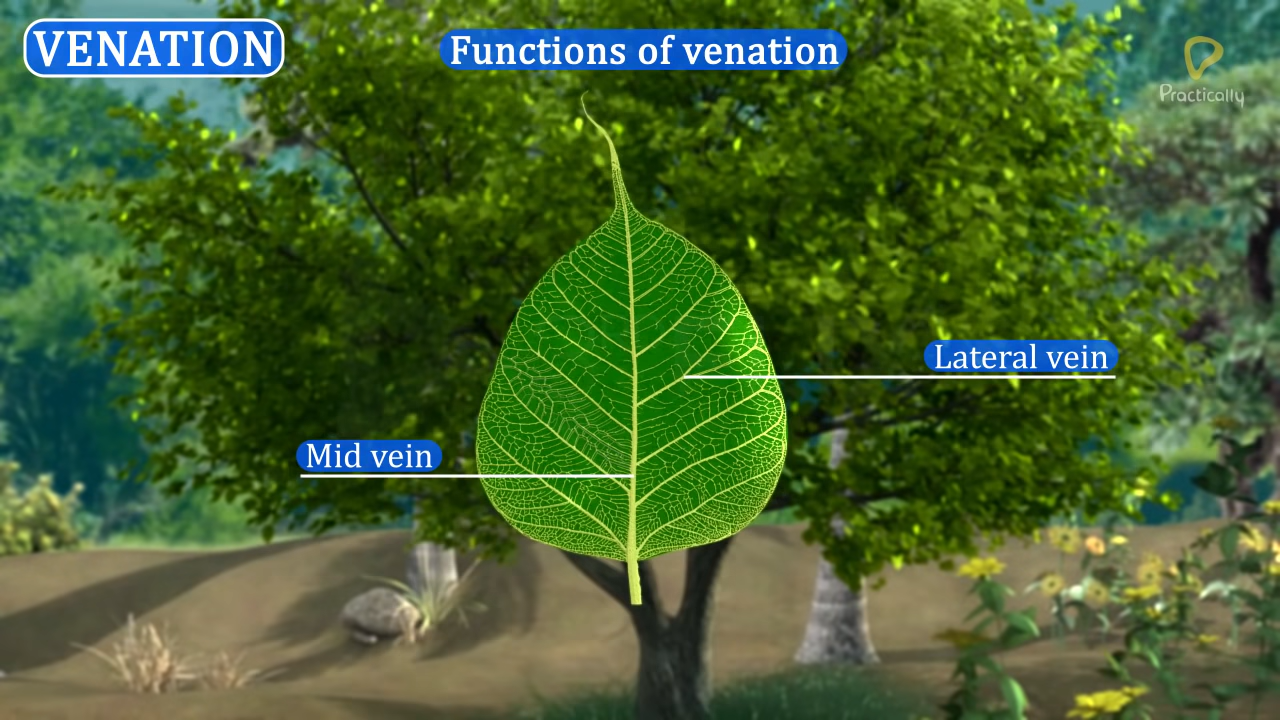 VENATION
Functions of venation
Practically
Lateral vein
Mid vein